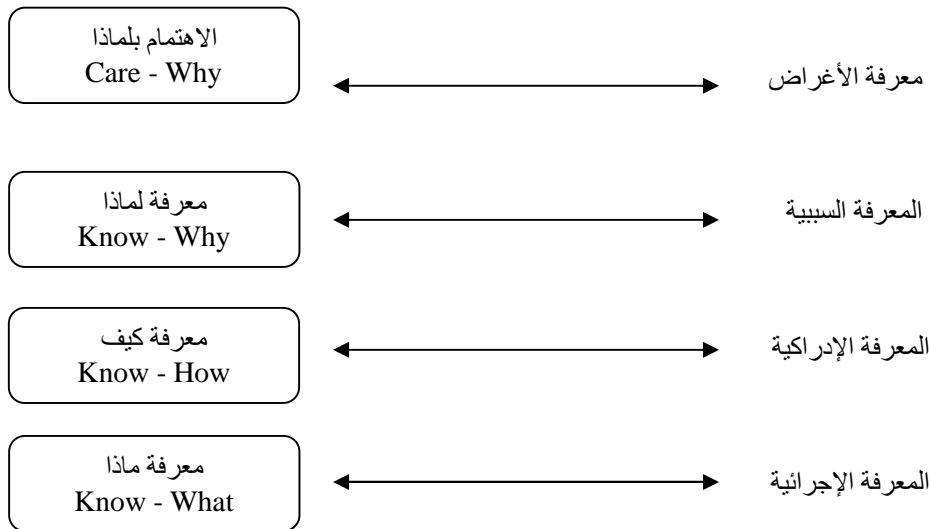 الاهتمام بلماذا
Care - Why
معرفة الأغراض
معرفة لماذا
Know - Why
المعرفة السببية
معرفة كيف
Know - How
المعرفة الإدراكية
معرفة ماذا
Know - What
المعرفة الإجرائية